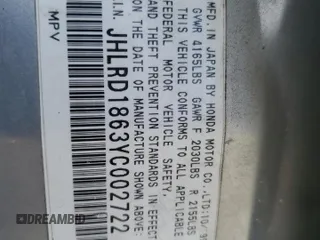 MFD. IN JAPAN BY HONDA MOTOR CO., LTD. 10/
GVWR 4165LBS GAWR F 2030LBS R 2155LBS
THIS VEHICLE CONFORMS TO ALL APPLICABLE
FEDERAL MOTOR VEHICLE SAFETY
AND THEFT PREVENTION STANDARDS IN EFFECT
ON THE DATE OF MANUFACTURE SHOWN ABOVE
V.I.N. JHLRD1863YC002722
MPV
DREAMBID